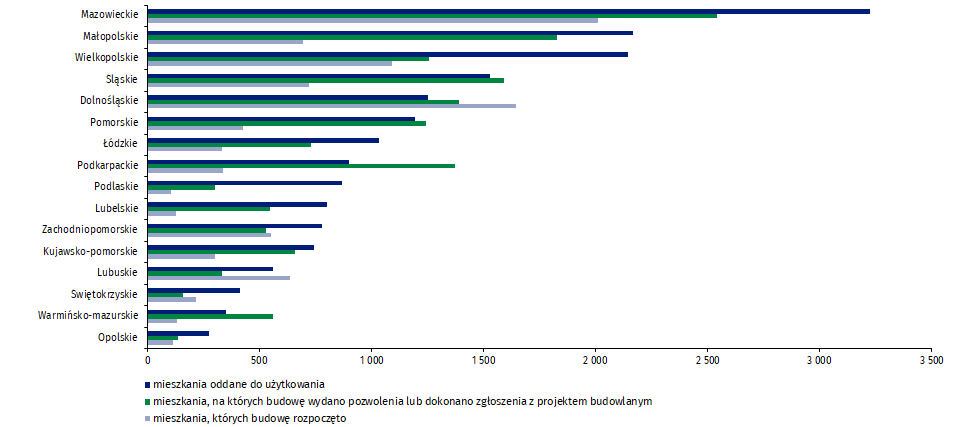 Mazowieckie
Małopolskie
Wielkopolskie
Śląskie
Dolnośląskie
Pomorskie
Łódzkie
Podkarpackie
Podlaskie
Lubelskie
Zachodniopomorskie
Kujawsko-pomorskie
Lubuskie
Świętokrzyskie
Warmińsko-mazurskie
Opolskie
0 500 1 000 1 500 2 000 2 500 3 000 3 500
mieszkania oddane do użytkowania
mieszkania, na których budowę wydano pozwolenia lub dokonano zgłoszenia z projektem budowlanym
mieszkania, których budowę rozpoczęto